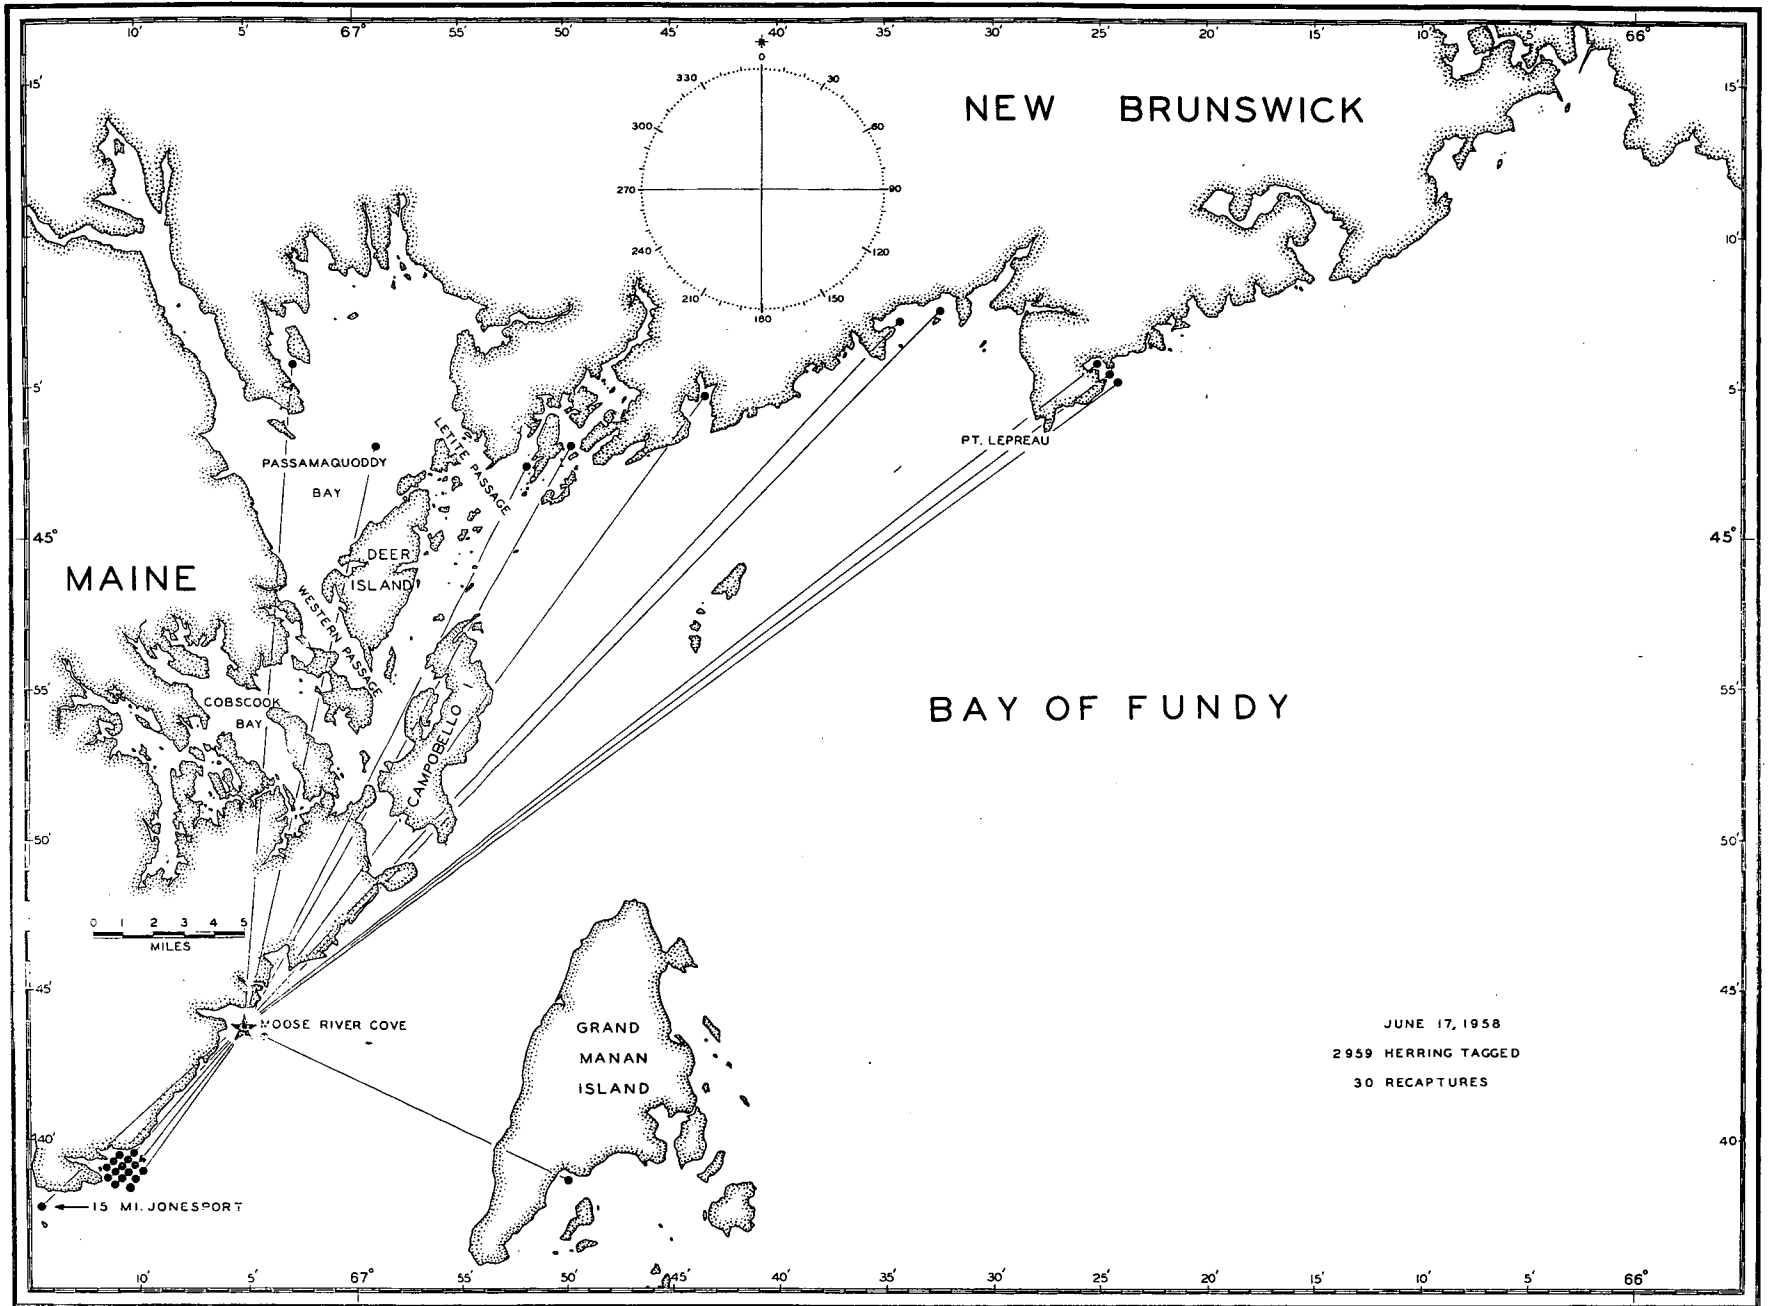 10' 5' 67° 55' 50' 45' 40' 35' 30' 25' 20' 15' 10' 5' 66°
0
330 30
15' 15'
NEW BRUNSWICK
300 60
270 90
240 120
10' 10'
210 150
180
5' 5'
LETITE PASSAGE
PT. LEPREAU
PASSAMAQUODDY
BAY
45° 45°
DEER
ISLAND
MAINE
WESTERN PASSAGE
55' 55'
COBSCOOK
BAY
CAMPOBELLO I
BAY OF FUNDY
50' 50'
0 1 2 3 4 5
MILES
45' 45'
MOOSE RIVER COVE
GRAND
MANAN
ISLAND
JUNE 17, 1958
2959 HERRING TAGGED
30 RECAPTURES
40' 40'
15 MI. JONESPORT
10' 5' 67° 55' 50' 45' 40' 35' 30' 25' 20' 15' 10' 5' 66°